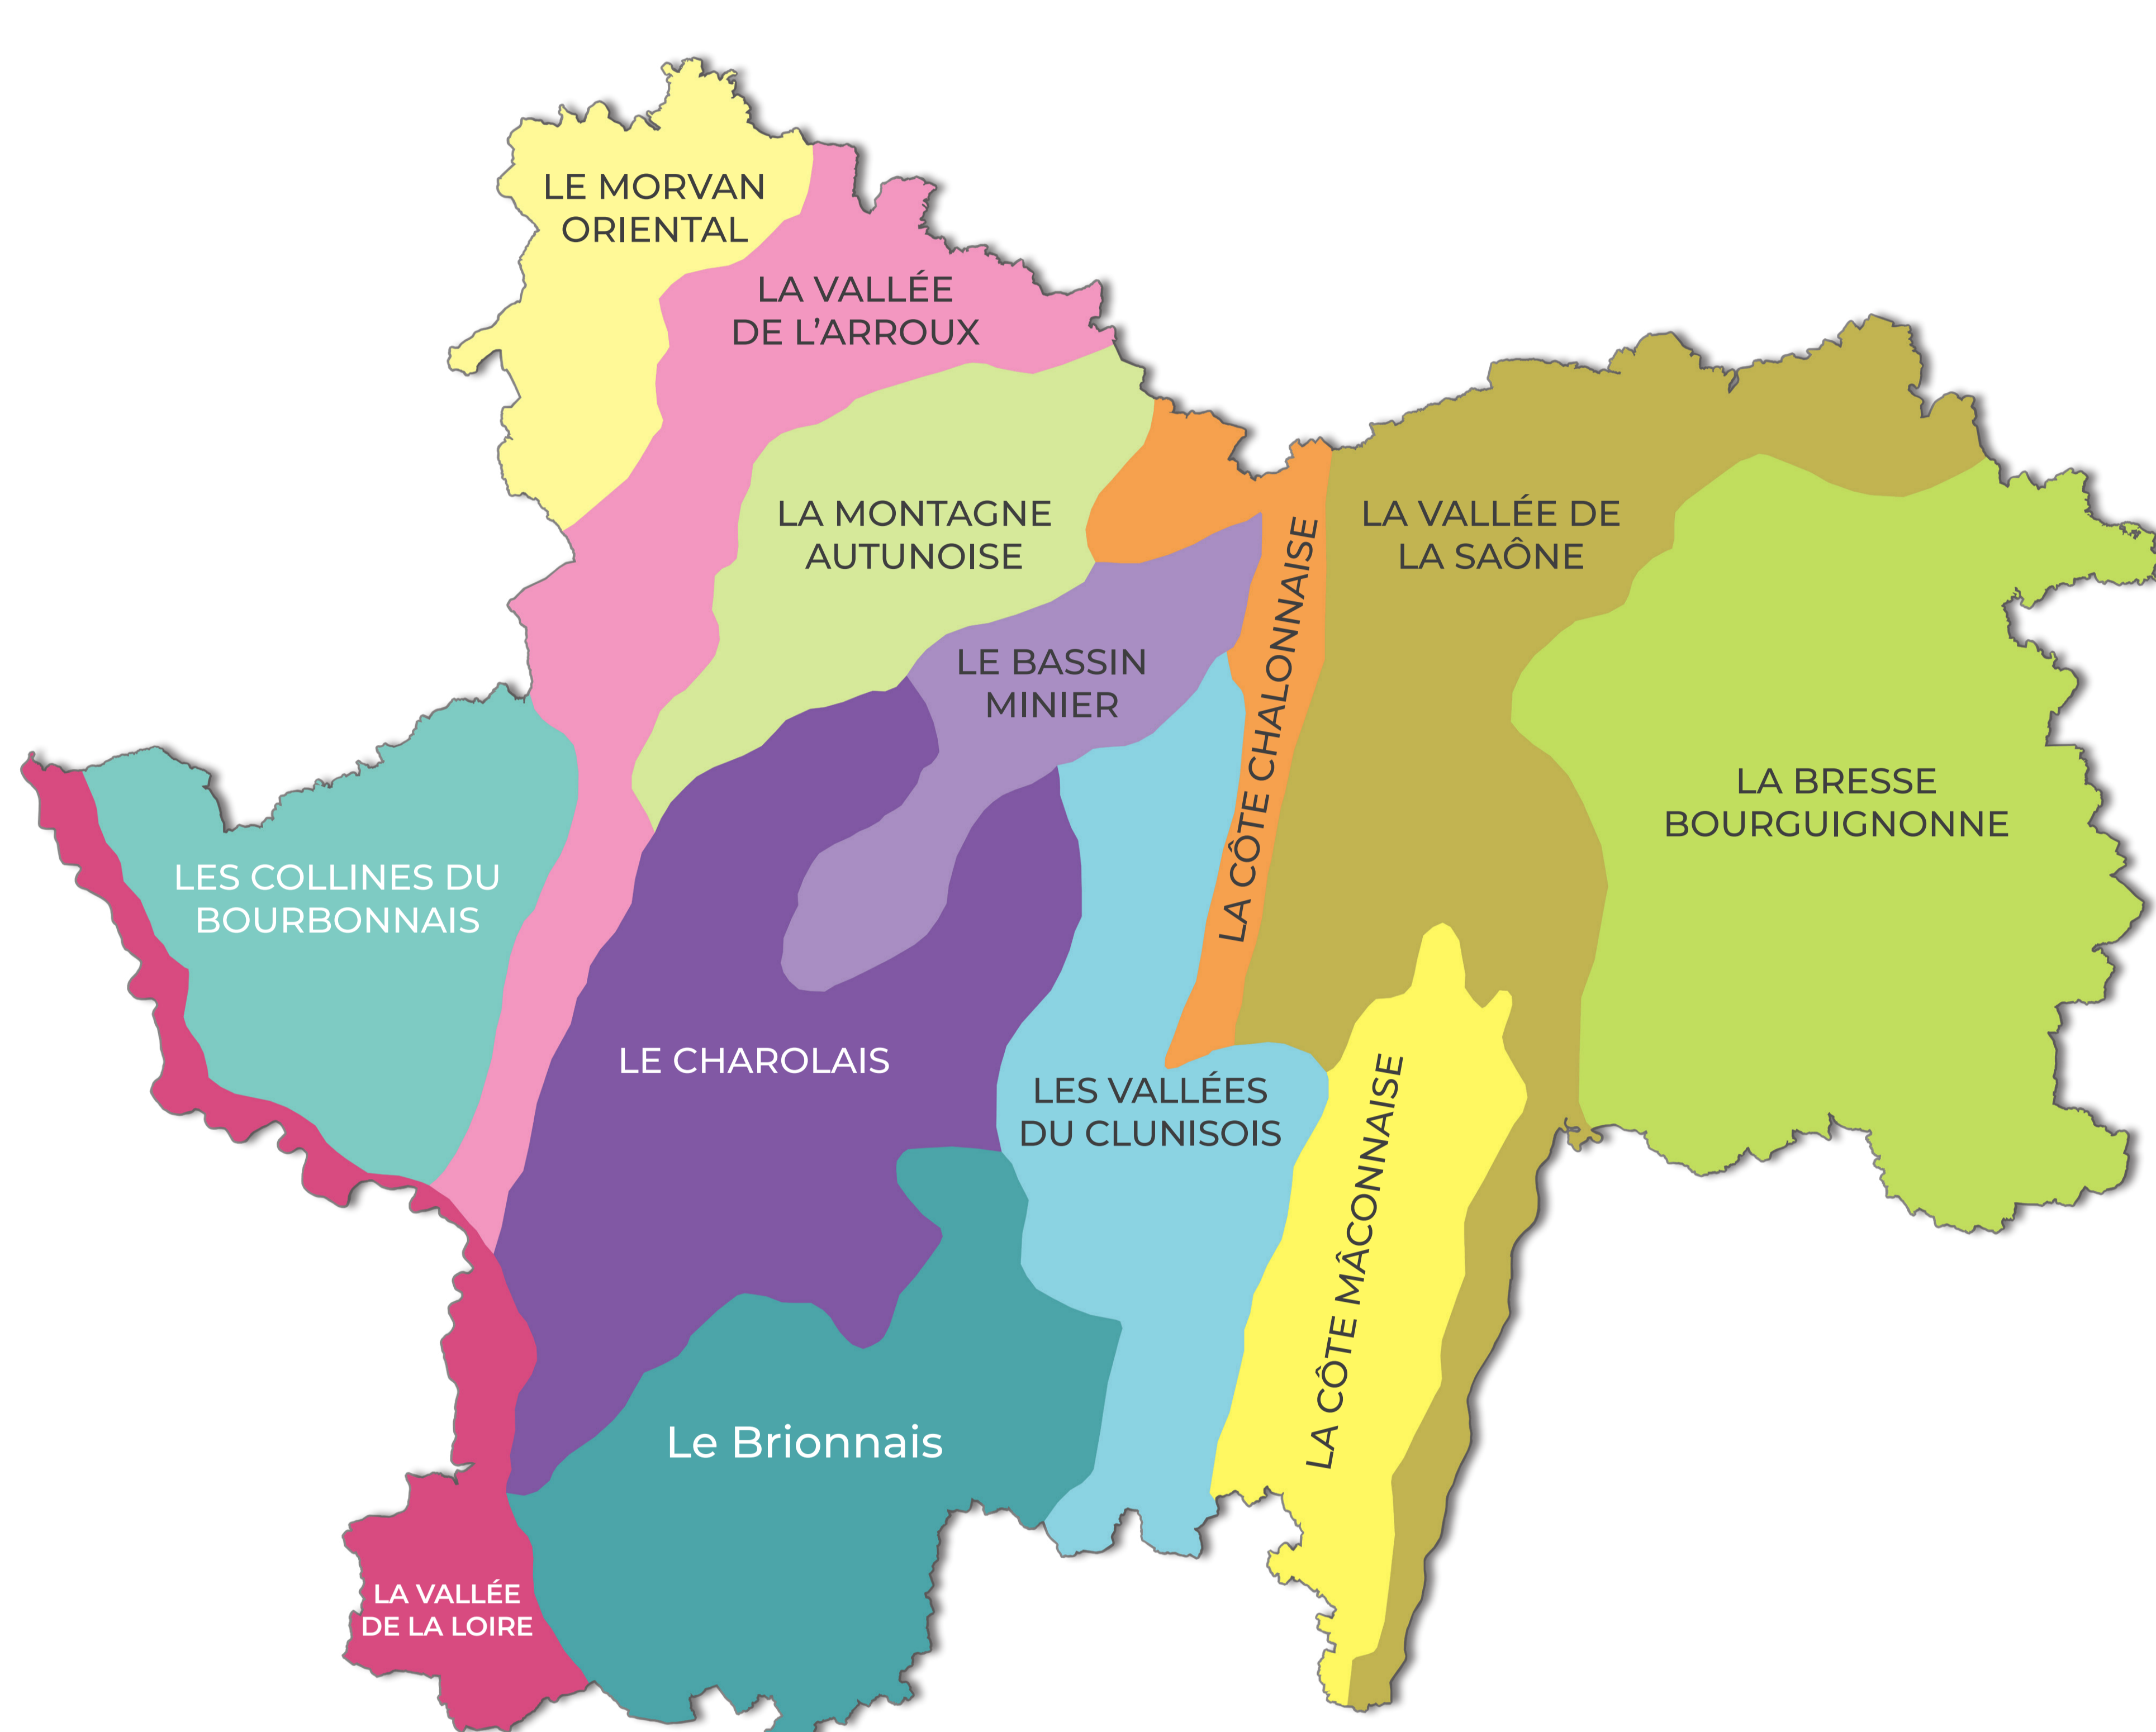 LE MORVAN
ORIENTAL
LA VALLÉE
DE L'ARROUX
LA MONTAGNE
AUTUNOISE
LA VALLÉE DE
LA SAÔNE
LE BASSIN
MINIER
LA CÔTE CHALONNAISE
LA BRESSE
BOURGUIGNONNE
LES COLLINES DU
BOURBONNAIS
LE CHAROLAIS
LES VALLÉES
DU CLUNISOIS
LA CÔTE MÂCONNAISE
Le Brionnais
LA VALLÉE
DE LA LOIRE